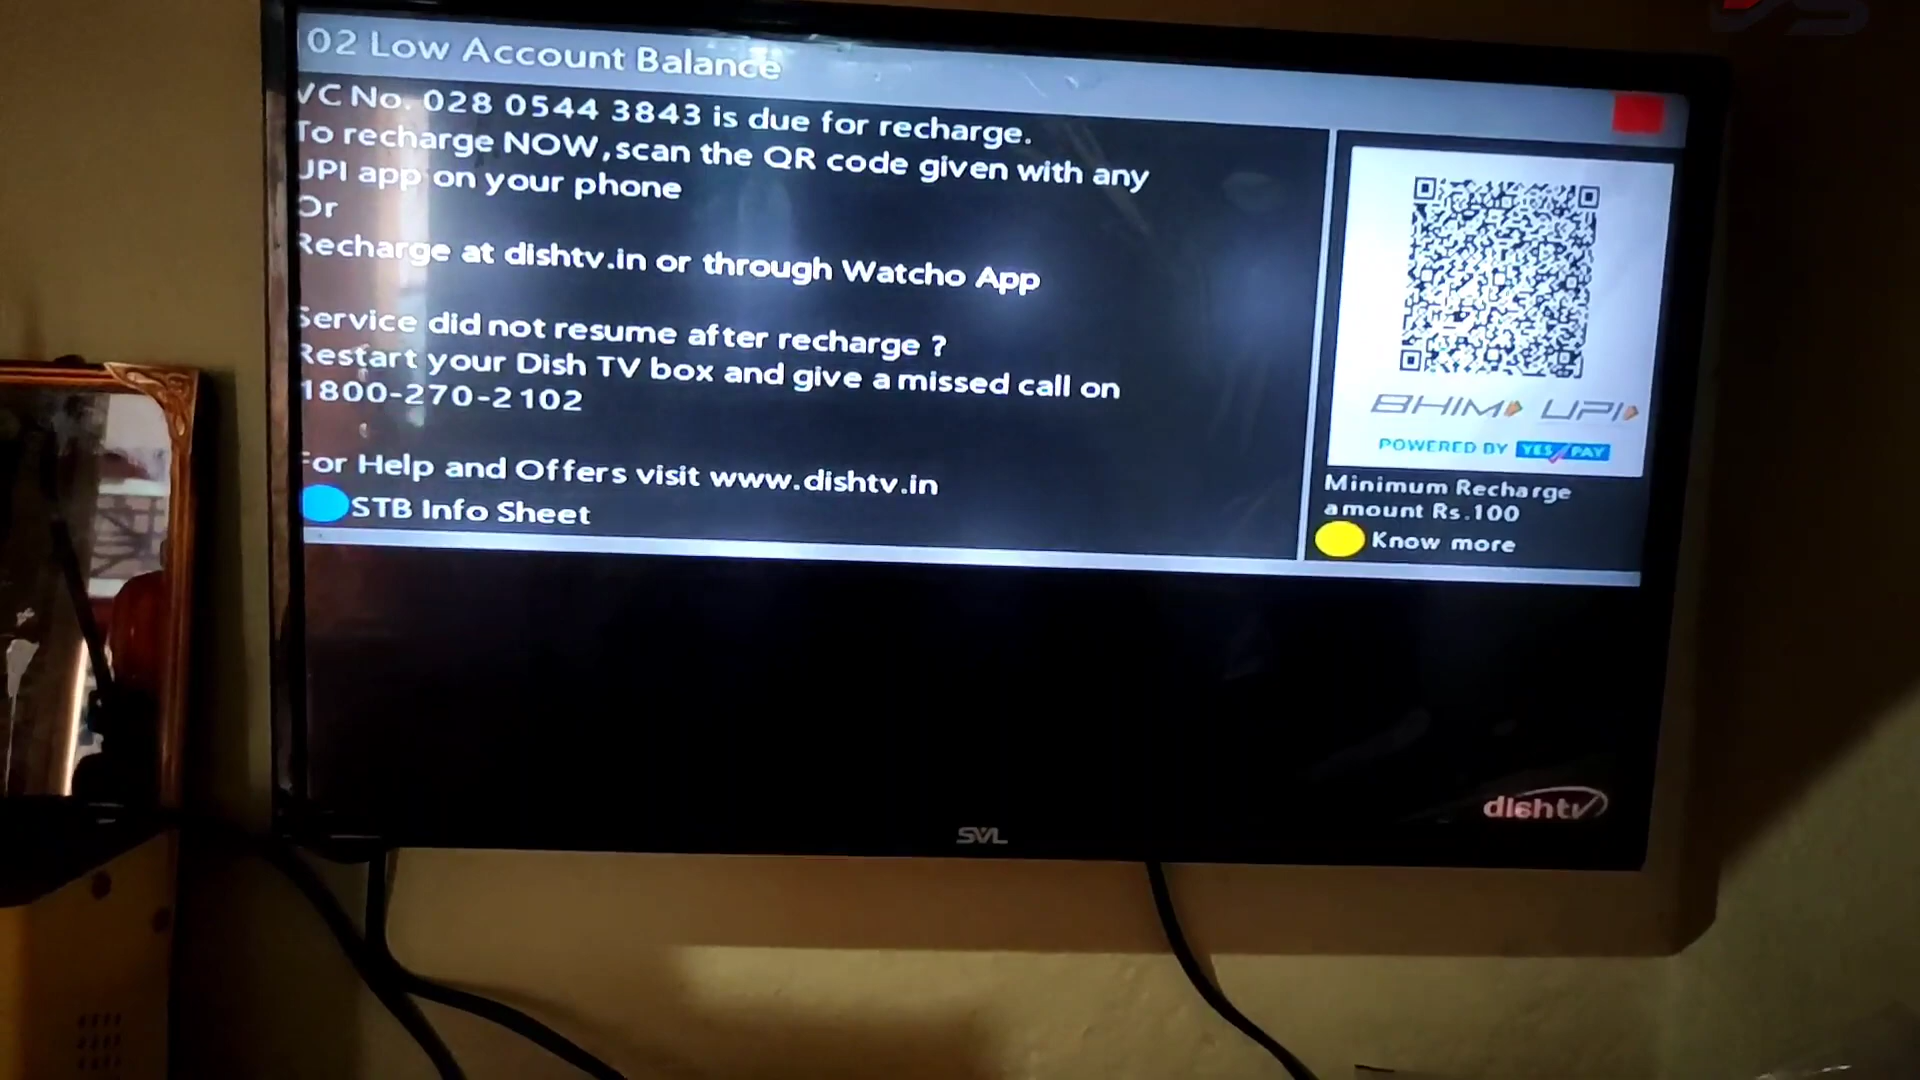 02 Low Account Balance
VC No. 028 0544 3843 is due for recharge.
To recharge NOW,scan the QR code given with any
UPI app on your phone
Or
Recharge at dishtv.in or through Watcho App
Service did not resume after recharge ?
Restart your Dish TV box and give a missed call on
1800-270-2102
For Help and Offers visit www.dishtv.in
STB Info Sheet
BHIM UPI
POWERED BY YES PAY
Minimum Recharge
amount Rs.100
Know more
dishtv
SVL